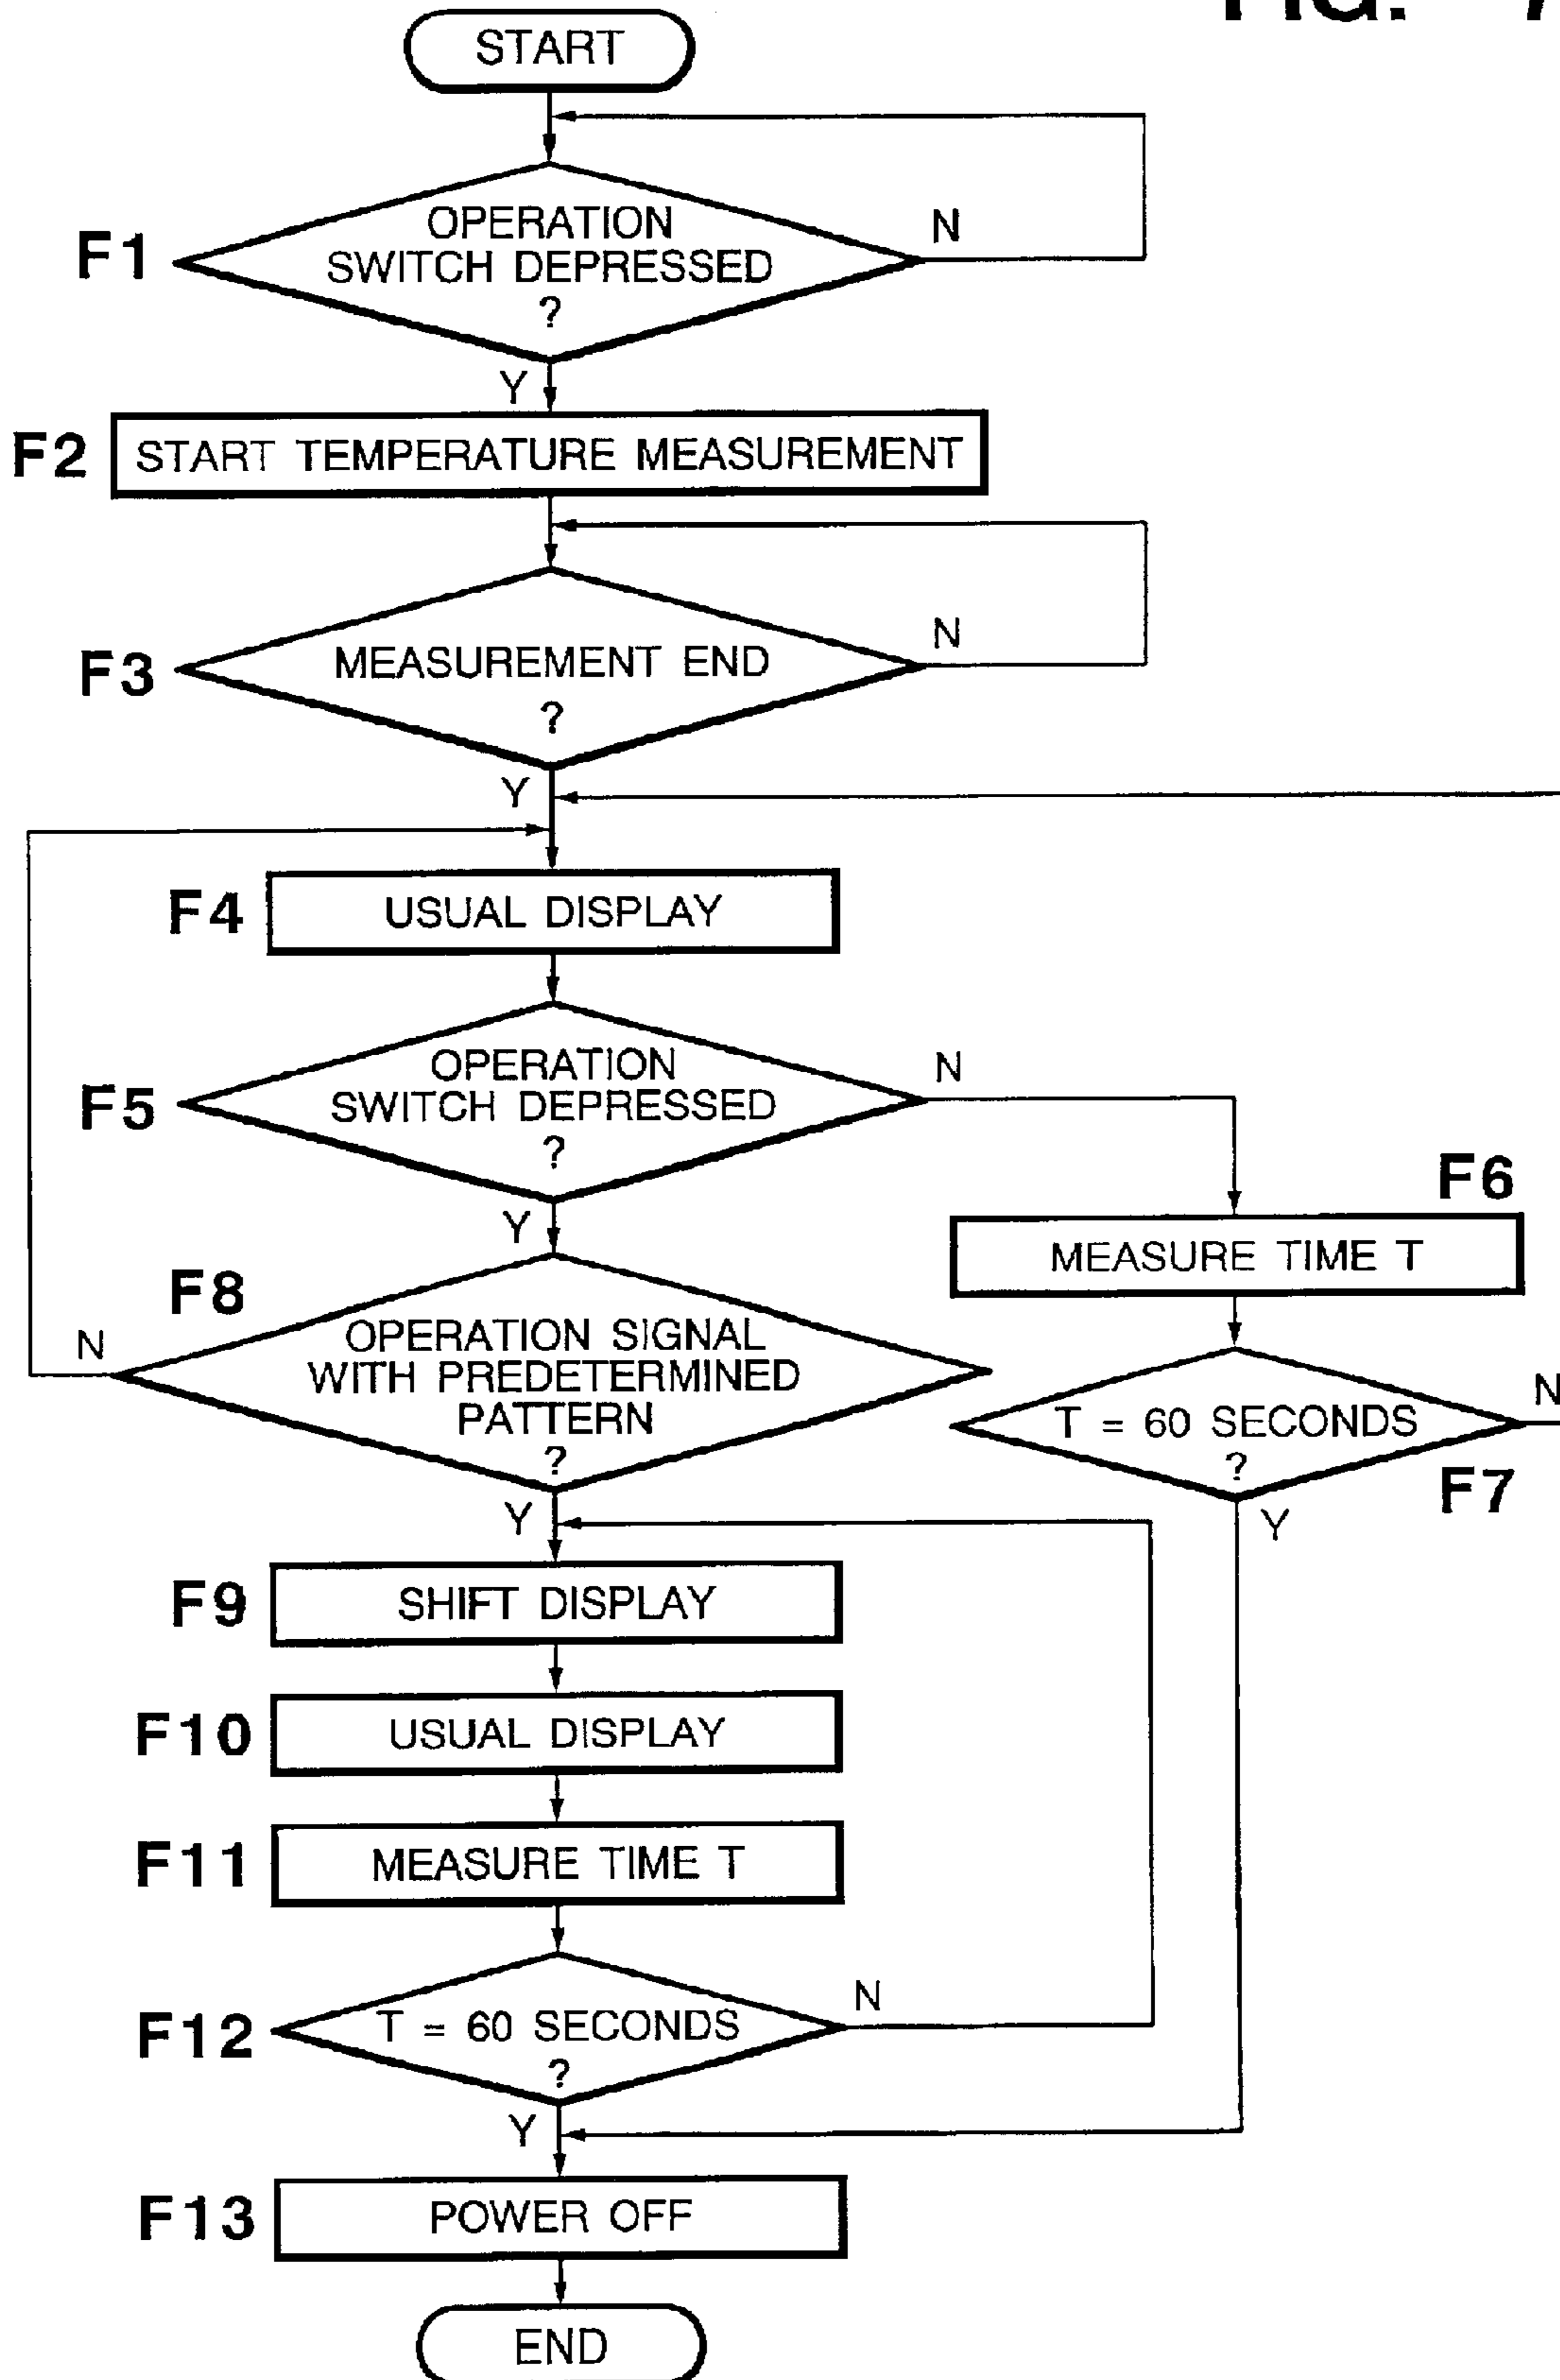 FIG. 7
START
F1
OPERATION
SWITCH DEPRESSED
?
N
Y
F2
START TEMPERATURE MEASUREMENT
F3
MEASUREMENT END
?
N
Y
F4
USUAL DISPLAY
F5
OPERATION
SWITCH DEPRESSED
?
N
Y
F6
MEASURE TIME T
F8
OPERATION SIGNAL
WITH PREDETERMINED
PATTERN
?
N
Y
T = 60 SECONDS
?
N
F7
Y
F9
SHIFT DISPLAY
F10
USUAL DISPLAY
F11
MEASURE TIME T
F12
T = 60 SECONDS
?
N
Y
F13
POWER OFF
END